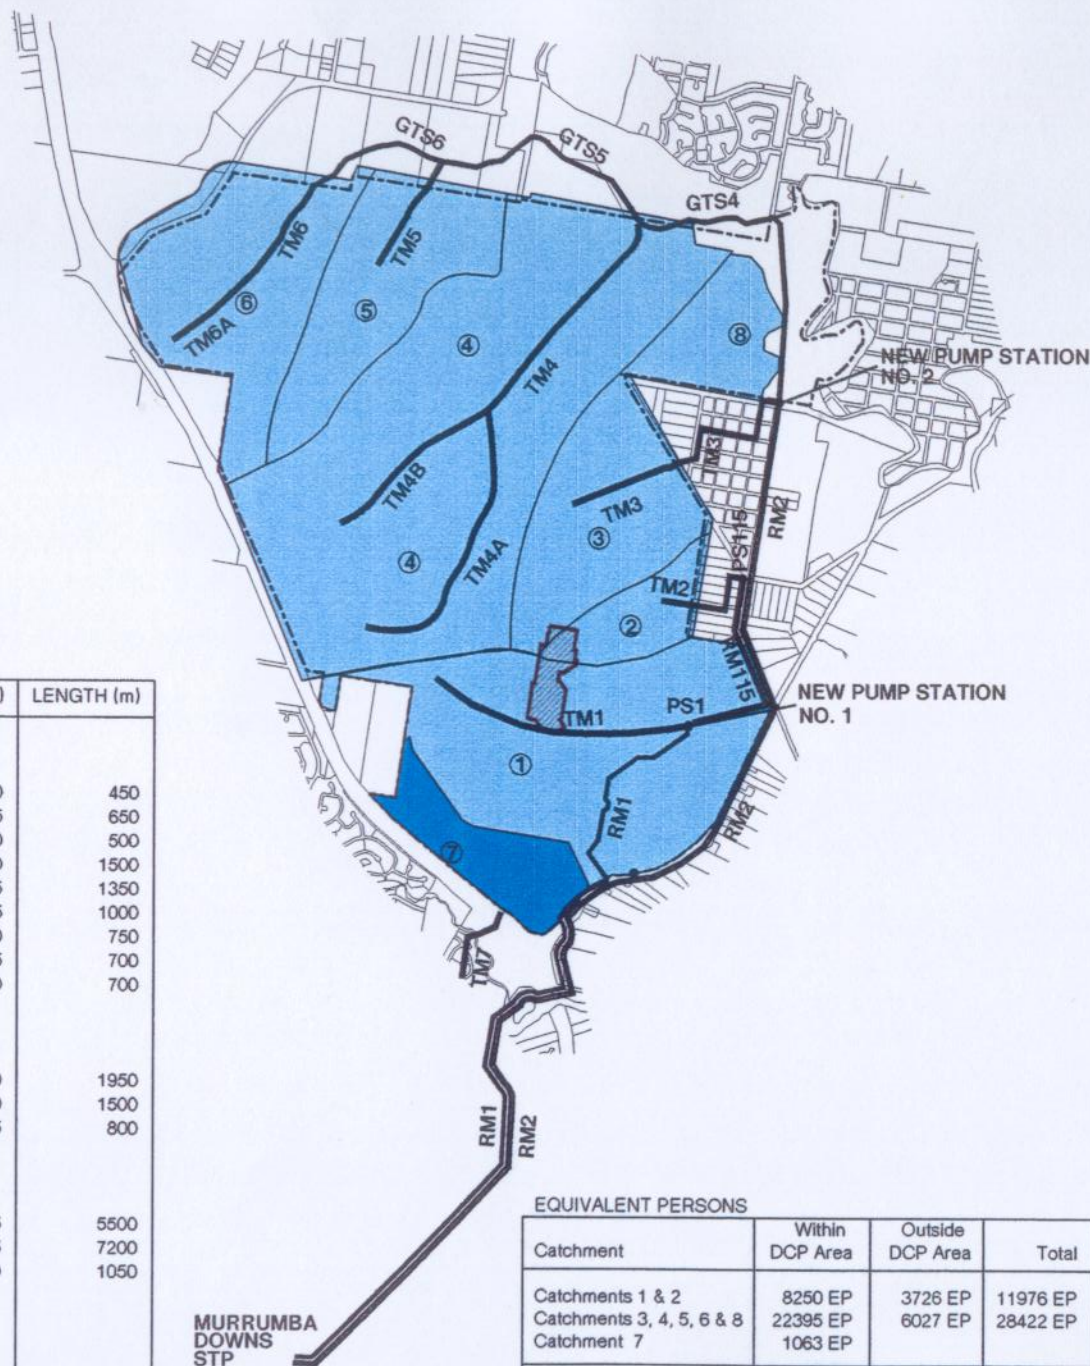 GTS6
GTS5
GTS4
TM6
TM5
TM6A
⑥
⑤
④
⑧
TM4
NEW PUMP STATION
NO. 2
TM3
TM4B
TM3
③
RM2
PS115
④
TM4A
TM2
②
RM115
NEW PUMP STATION
NO. 1
PS1
TM1
①
RM1
RM2
⑦
TM7
RM1
RM2
MURRUMBA
DOWNS
STP
LENGTH (m)
450
650
500
1500
1350
1000
750
700
700
1950
1500
800
5500
7200
1050
EQUIVALENT PERSONS
Catchment Within DCP Area Outside DCP Area Total
Catchments 1 & 2 8250 EP 3726 EP 11976 EP
Catchments 3, 4, 5, 6 & 8 22395 EP 6027 EP 28422 EP
Catchment 7 1063 EP